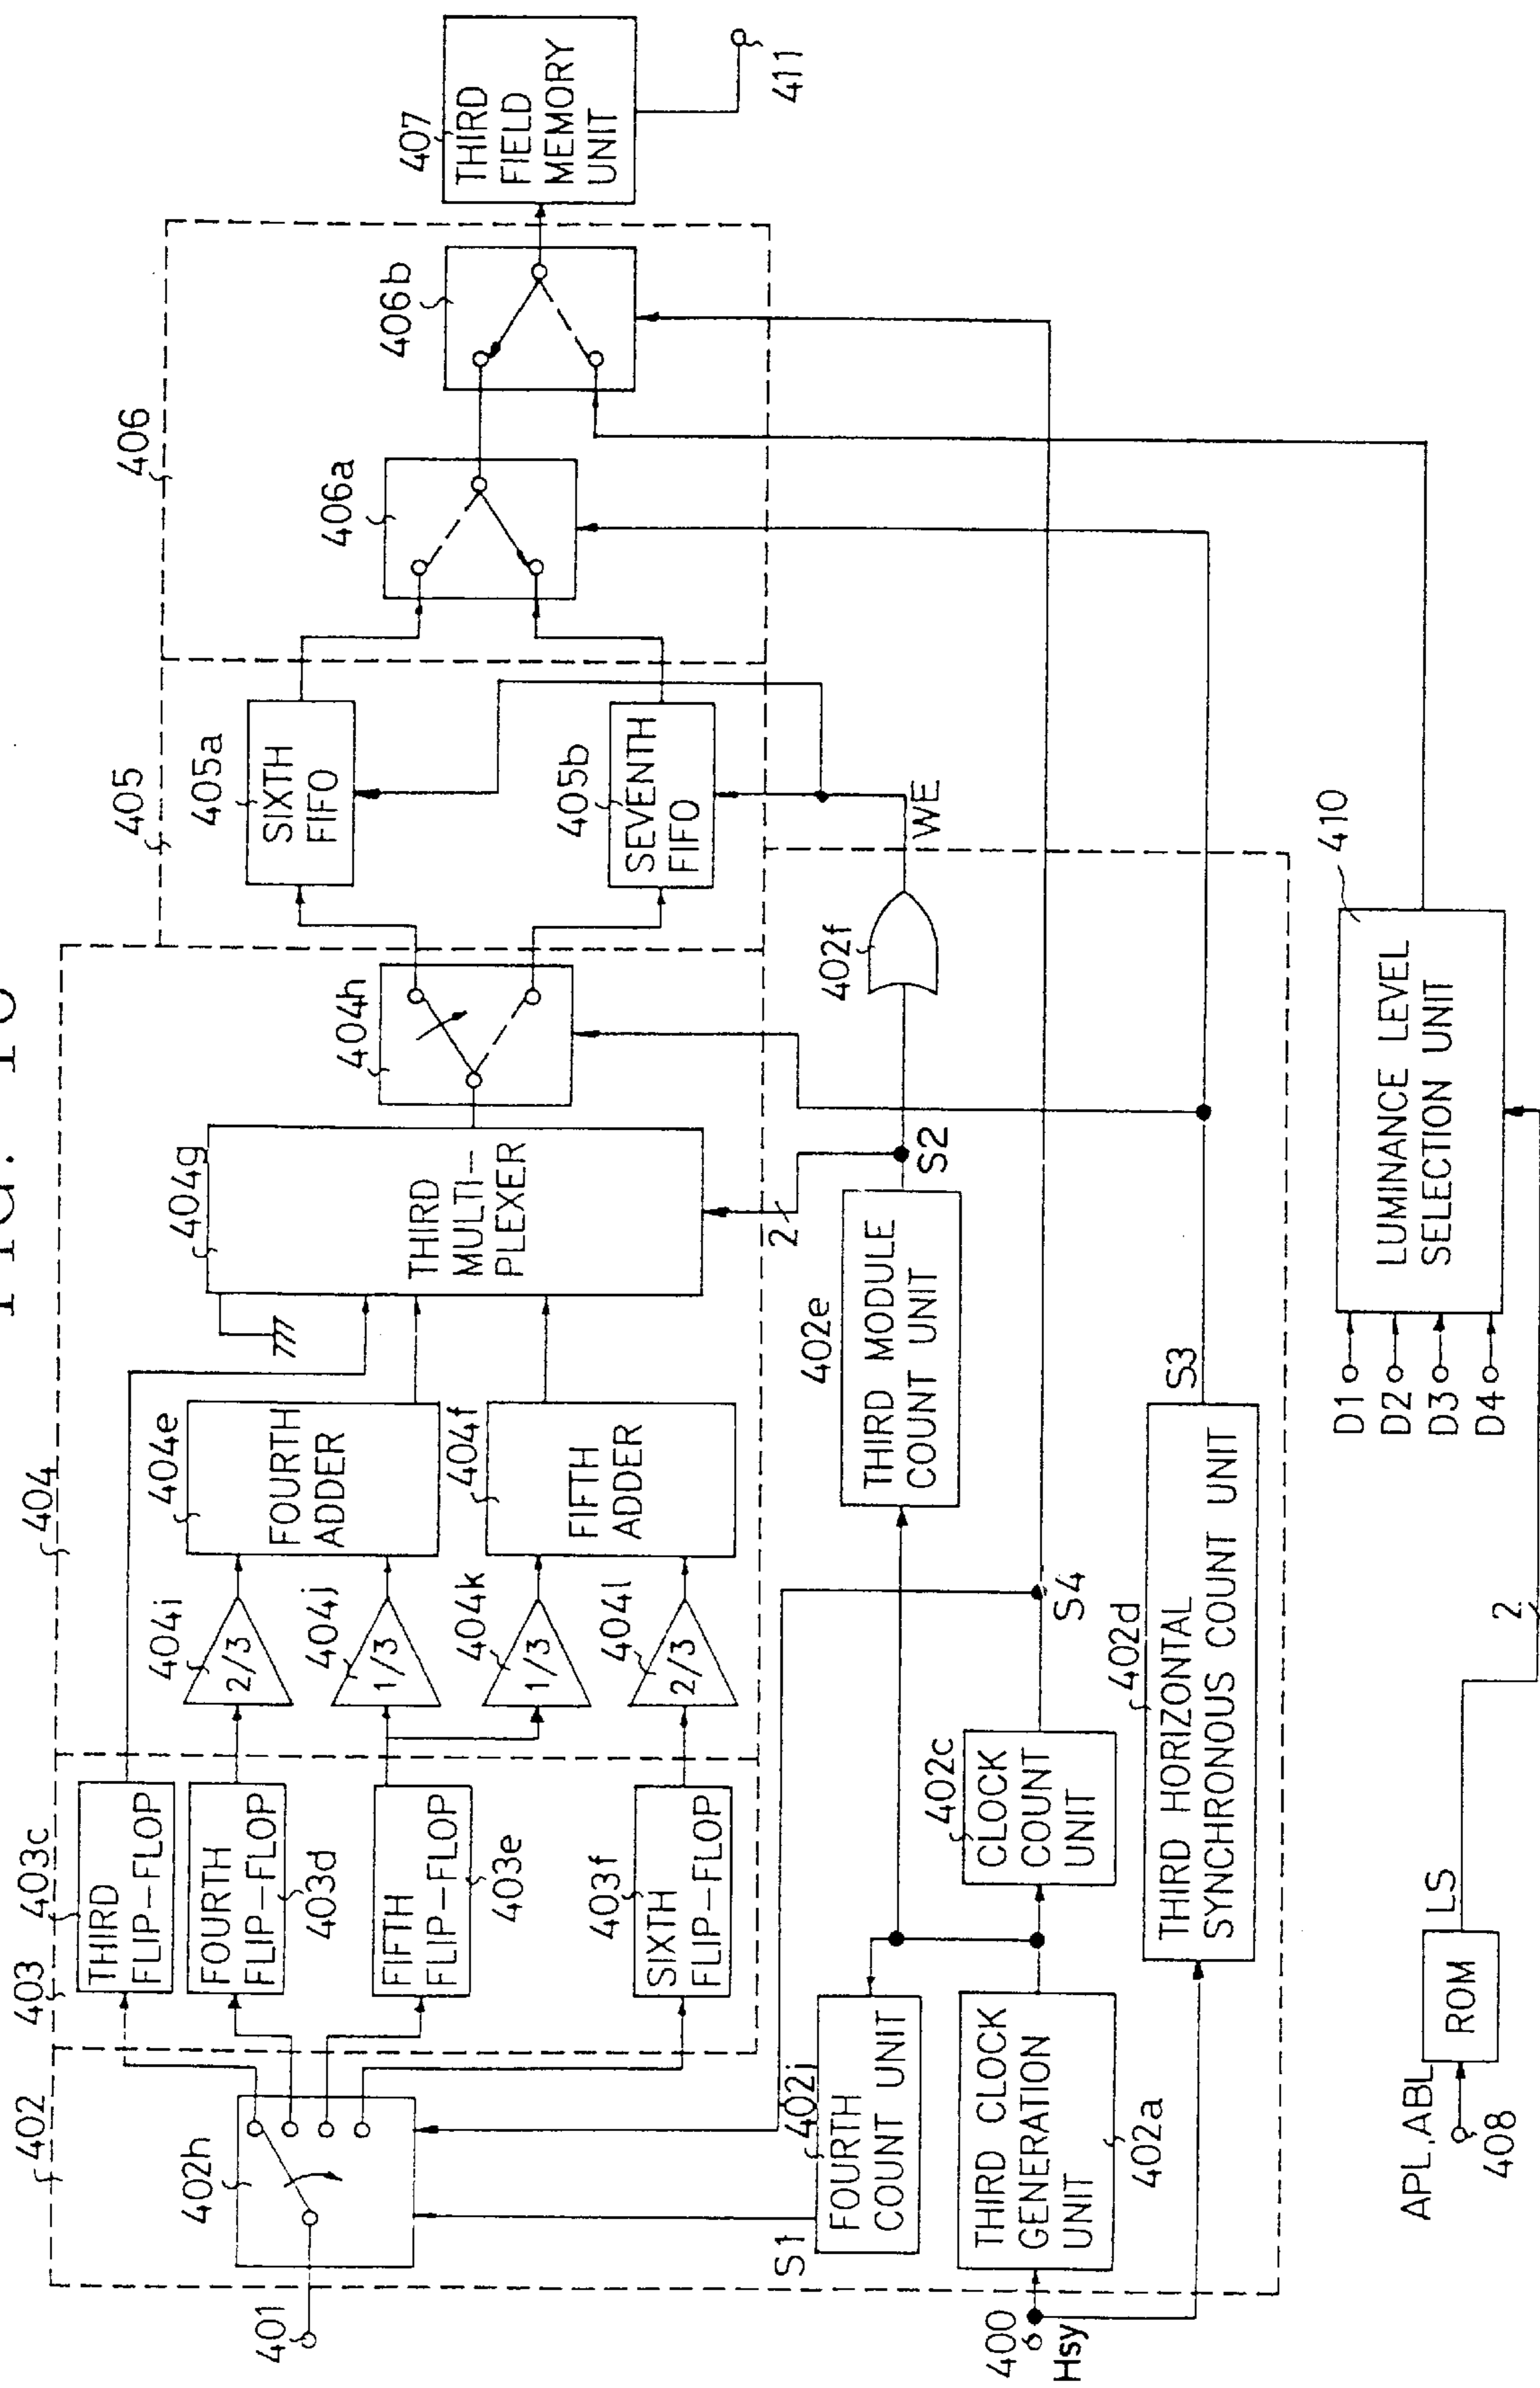 404
402
403
403c
THIRD
FLIP-FLOP
FOURTH
FLIP-FLOP
403d
FIFTH
FLIP-FLOP
403e
403f
SIXTH
FLIP-FLOP
402h
401
404i
2/3
404j
1/3
404k
1/3
404l
2/3
404e
FOURTH
ADDER
404f
FIFTH
ADDER
404g
THIRD
MULTI-
PLEXER
404h
405
405a
SIXTH
FIFO
405b
SEVENTH
FIFO
406
406a
406b
407
THIRD
FIELD
MEMORY
UNIT
411
2
S1
402j
FOURTH
COUNT UNIT
402e
THIRD MODULE
COUNT UNIT
S2
402f
WE
400
Hsy
THIRD CLOCK
GENERATION
UNIT
402a
402c
CLOCK
COUNT
UNIT
S4
402d
THIRD HORIZONTAL
SYNCHRONOUS COUNT UNIT
S3
D1
D2
D3
D4
410
LUMINANCE LEVEL
SELECTION UNIT
APL,ABL
408
ROM
LS
2